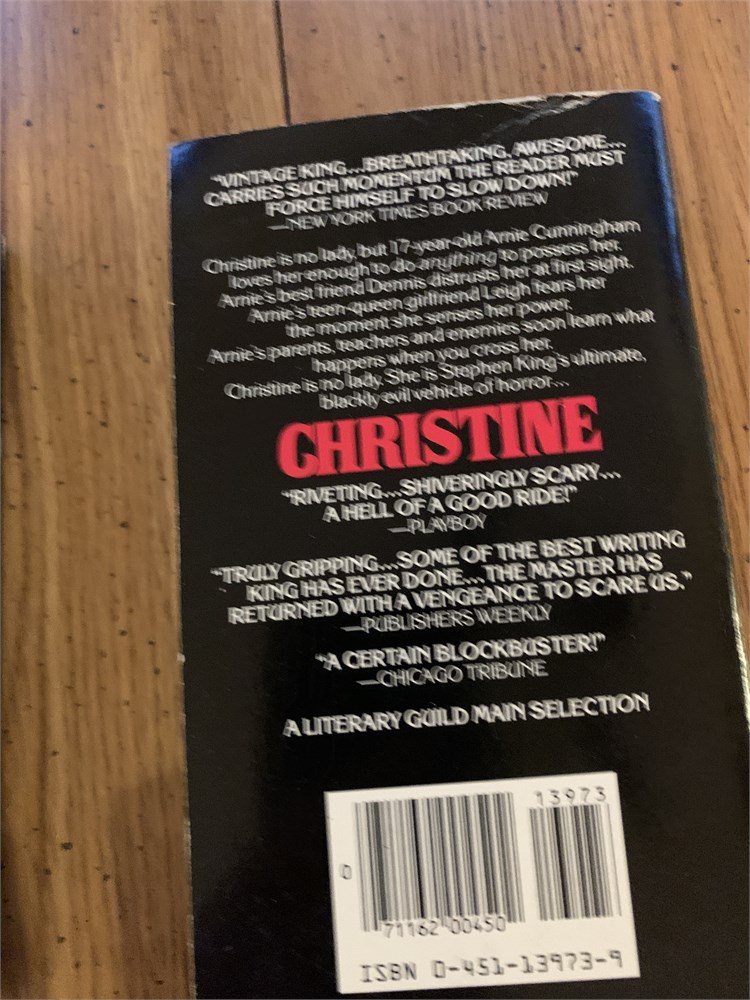 "VINTAGE KING...BREATHTAKING, AWESOME...
CARRIES SUCH MOMENTUM THE READER MUST
FORCE HIMSELF TO SLOW DOWN!"
—NEW YORK TIMES BOOK REVIEW
Christine is no lady, but 17-year-old Arnie Cunningham
loves her enough to do anything to possess her.
Arnie's best friend Dennis distrusts her at first sight.
Arnie's teen-queen girlfriend Leigh fears her
the moment she senses her power.
Arnie's parents, teachers and enemies soon learn what
happens when you cross her.
Christine is no lady. She is Stephen King's ultimate,
blackly evil vehicle of horror...
CHRISTINE
"RIVETING...SHIVERINGLY SCARY...
A HELL OF A GOOD RIDE!"
—PLAYBOY
"TRULY GRIPPING...SOME OF THE BEST WRITING
KING HAS EVER DONE...THE MASTER HAS
RETURNED WITH A VENGEANCE TO SCARE US."
—PUBLISHERS WEEKLY
"A CERTAIN BLOCKBUSTER!"
—CHICAGO TRIBUNE
A LITERARY GUILD MAIN SELECTION
13973
0
71162 00450
ISBN 0-451-13973-9